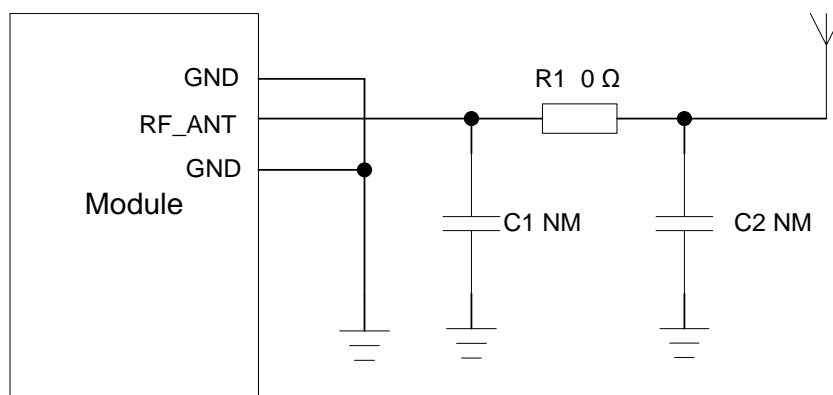 GND
R1 0 Ω
RF_ANT
GND
Module
C1 NM
C2 NM